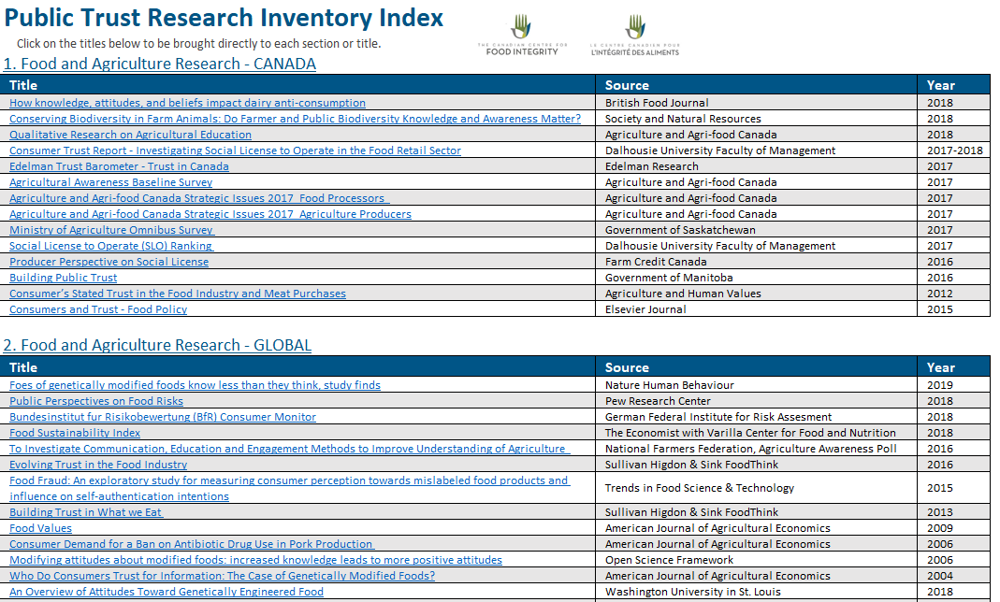 Public Trust Research Inventory Index
Click on the titles below to be brought directly to each section or title.
THE CANADIAN CENTRE FOR
FOOD INTEGRITY
LE CENTRE CANADIEN POUR
L'INTÉGRITÉ DES ALIMENTS
1. Food and Agriculture Research - CANADA
Title Source Year
How knowledge, attitudes, and beliefs impact dairy anti-consumption British Food Journal 2018
Conserving Biodiversity in Farm Animals: Do Farmer and Public Biodiversity Knowledge and Awareness Matter? Society and Natural Resources 2018
Qualitative Research on Agricultural Education Agriculture and Agri-food Canada 2018
Consumer Trust Report - Investigating Social License to Operate in the Food Retail Sector Dalhousie University Faculty of Management 2017-2018
Edelman Trust Barometer - Trust in Canada Edelman Research 2017
Agricultural Awareness Baseline Survey Agriculture and Agri-food Canada 2017
Agriculture and Agri-food Canada Strategic Issues 2017 Food Processors Agriculture and Agri-food Canada 2017
Agriculture and Agri-food Canada Strategic Issues 2017 Agriculture Producers Agriculture and Agri-food Canada 2017
Ministry of Agriculture Omnibus Survey Government of Saskatchewan 2017
Social License to Operate (SLO) Ranking Dalhousie University Faculty of Management 2017
Producer Perspective on Social License Farm Credit Canada 2016
Building Public Trust Government of Manitoba 2016
Consumer's Stated Trust in the Food Industry and Meat Purchases Agriculture and Human Values 2012
Consumers and Trust - Food Policy Elsevier Journal 2015
2. Food and Agriculture Research - GLOBAL
Title Source Year
Foes of genetically modified foods know less than they think, study finds Nature Human Behaviour 2019
Public Perspectives on Food Risks Pew Research Center 2018
Bundesinstitut fur Risikobewertung (BfR) Consumer Monitor German Federal Institute for Risk Assesment 2018
Food Sustainability Index The Economist with Varilla Center for Food and Nutrition 2018
To Investigate Communication, Education and Engagement Methods to Improve Understanding of Agriculture National Farmers Federation, Agriculture Awareness Poll 2016
Evolving Trust in the Food Industry Sullivan Higdon & Sink FoodThink 2016
Food Fraud: An exploratory study for measuring consumer perception towards mislabeled food products and
influence on self-authentication intentions Trends in Food Science & Technology 2015
Building Trust in What we Eat Sullivan Higdon & Sink FoodThink 2013
Food Values American Journal of Agricultural Economics 2009
Consumer Demand for a Ban on Antibiotic Drug Use in Pork Production American Journal of Agricultural Economics 2006
Modifying attitudes about modified foods: increased knowledge leads to more positive attitudes Open Science Framework 2006
Who Do Consumers Trust for Information: The Case of Genetically Modified Foods? American Journal of Agricultural Economics 2004
An Overview of Attitudes Toward Genetically Engineered Food Washington University in St. Louis 2018